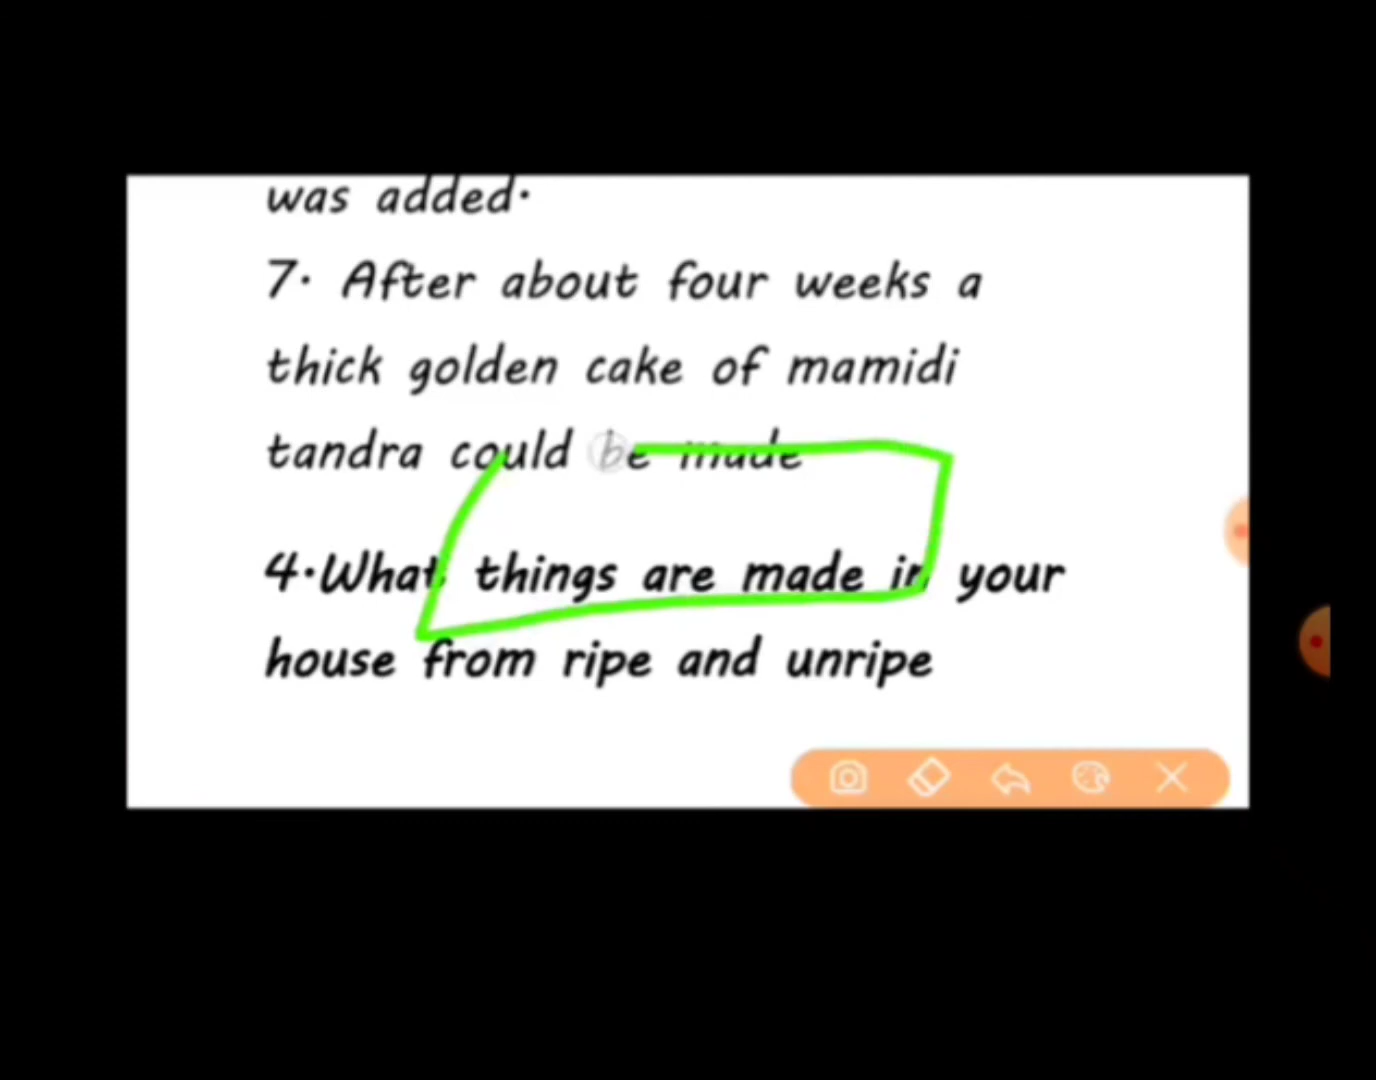 was added.
7. After about four weeks a
thick golden cake of mamidi
tandra could be made
4.What things are made in your
house from ripe and unripe